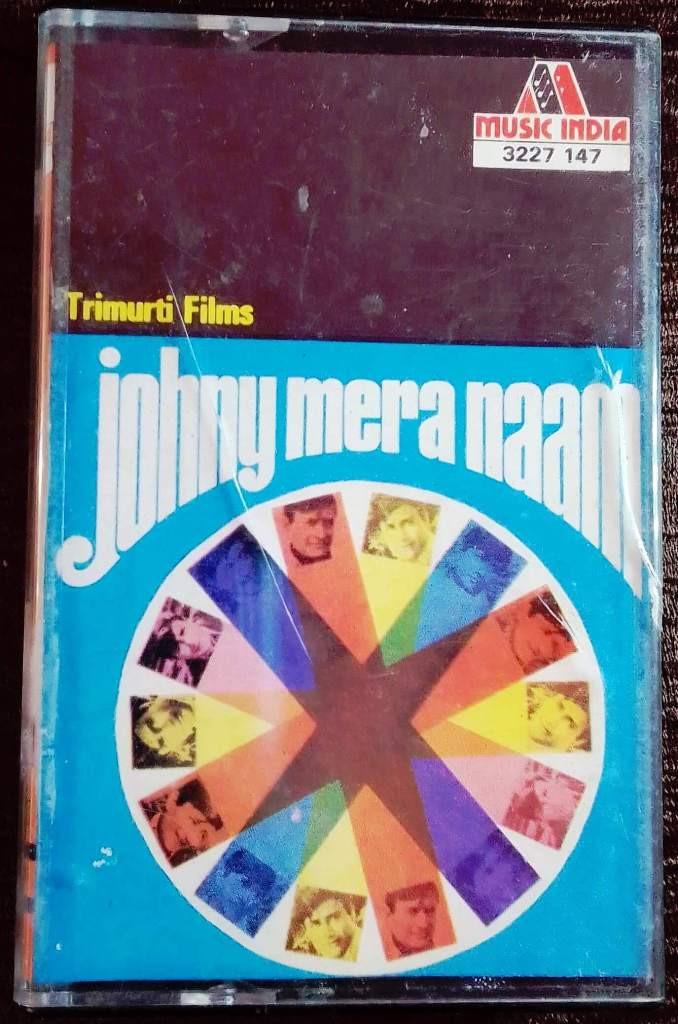 MUSIC INDIA
3227 147
Trimurti Films
johny mera naam